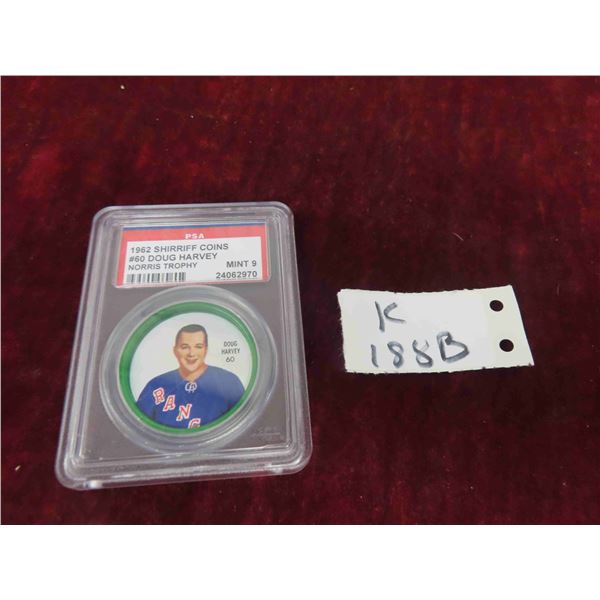 PSA
1962 SHIRRIFF COINS
#60 DOUG HARVEY
NORRIS TROPHY MINT 9
24062970
DOUG
HARVEY
60
RANG
K
188B